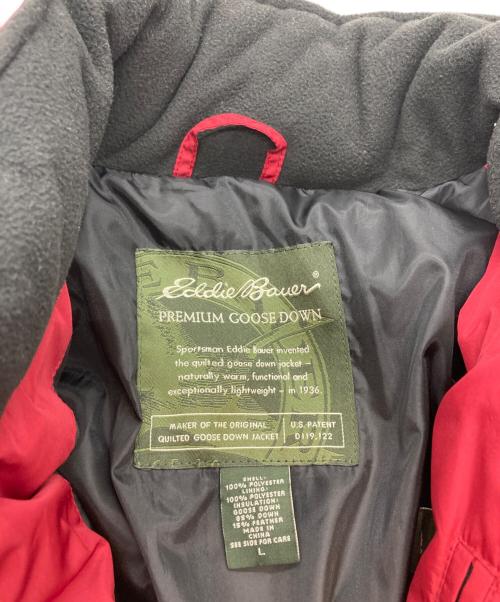 Eddie Bauer®
PREMIUM GOOSE DOWN
Sportsman Eddie Bauer invented
the quilted goose down jacket –
naturally warm, functional and
exceptionally lightweight – in 1936.
MAKER OF THE ORIGINAL
QUILTED GOOSE DOWN JACKET
U.S. PATENT
D119,122
SHELL:
100% POLYESTER
LINING:
100% POLYESTER
INSULATION:
GOOSE DOWN
85% DOWN
15% FEATHER
MADE IN
CHINA
SEE SIDE FOR CARE
L